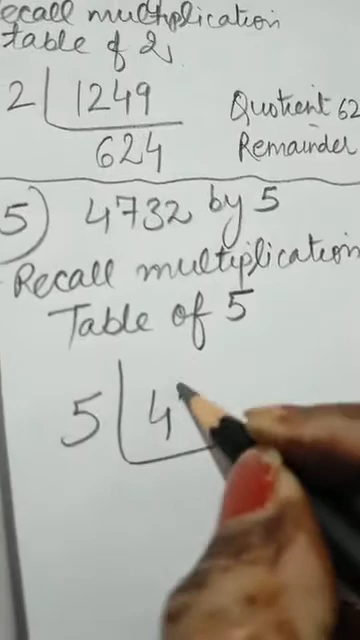 ecall multiplication
table of 2
2 1249 Quotient 62
624 Remainder
5) 4732 by 5
Recall multiplication
Table of 5
5 4